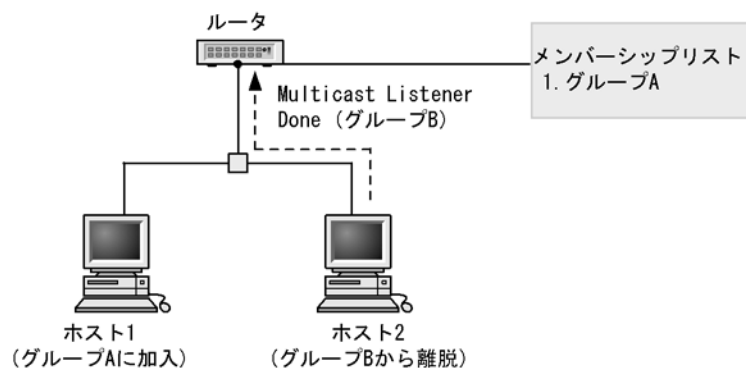 ルータ
メンバーシップリスト
1. グループA
Multicast Listener
Done (グループB)
ホスト1
(グループAに加入)
ホスト2
(グループBから離脱)